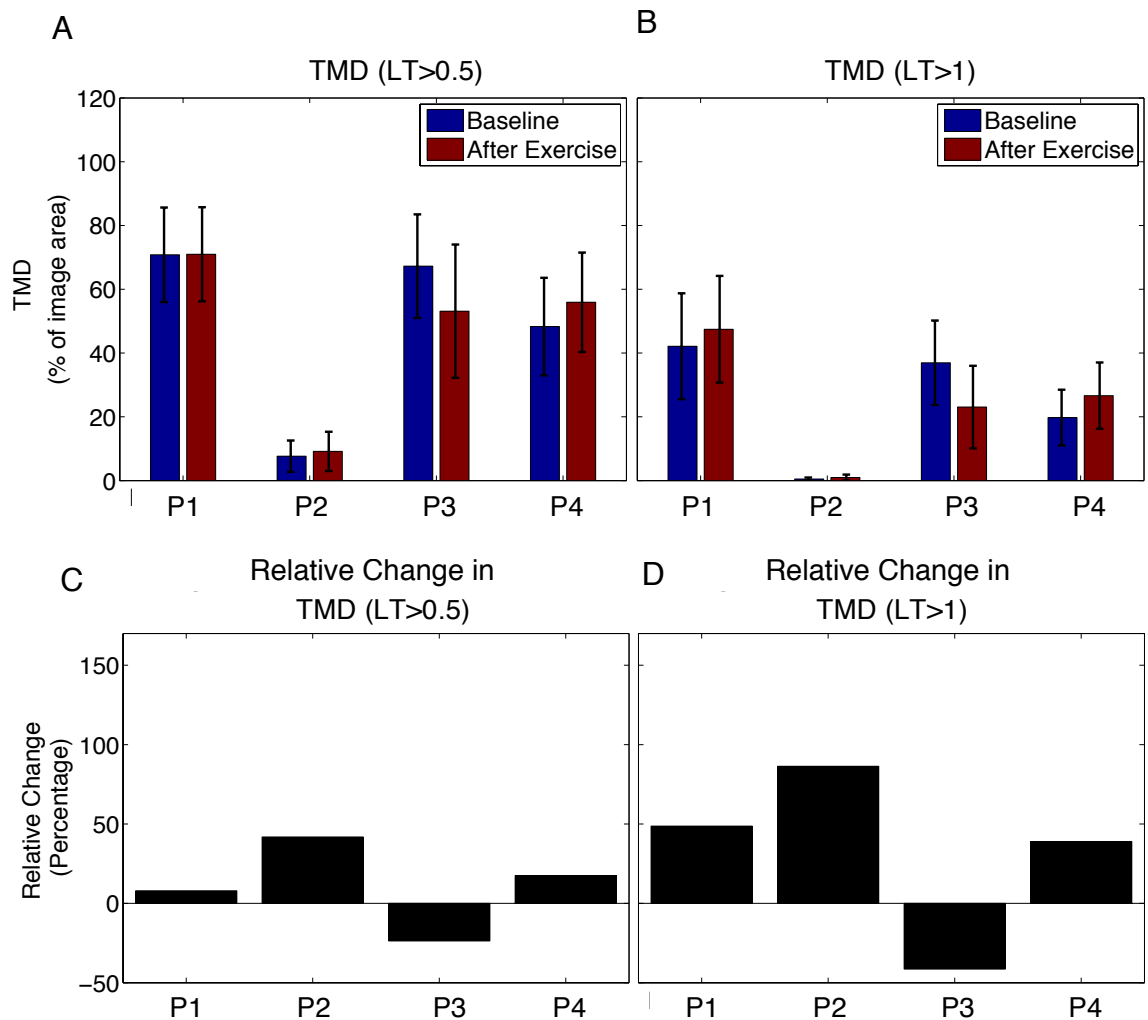 A
B
TMD (LT>0.5)
TMD (LT>1)
120
100
80
60
40
20
0
TMD
(% of image area)
Baseline
After Exercise
Baseline
After Exercise
P1 P2 P3 P4
P1 P2 P3 P4
C
Relative Change in
TMD (LT>0.5)
D
Relative Change in
TMD (LT>1)
150
100
50
0
−50
Relative Change
(Percentage)
P1 P2 P3 P4
P1 P2 P3 P4